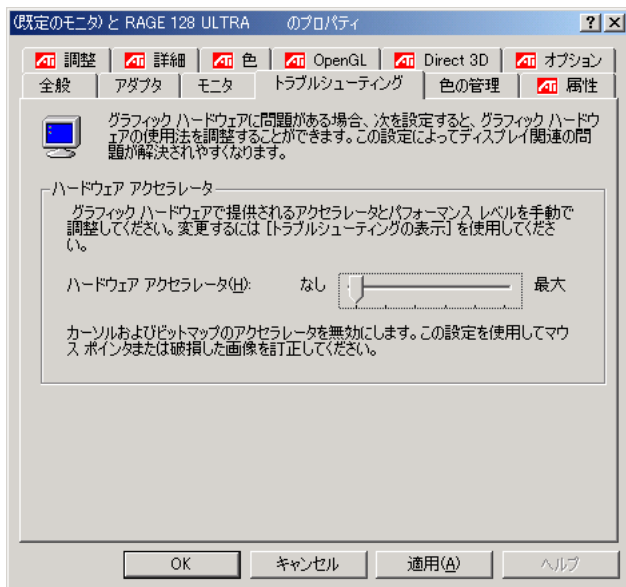 (既定のモニタ) と RAGE 128 ULTRA のプロパティ
ATI 調整 ATI 詳細 ATI 色 ATI OpenGL ATI Direct 3D ATI オプション
全般 アダプタ モニタ トラブルシューティング 色の管理 ATI 属性
グラフィック ハードウェアに問題がある場合、次を設定すると、グラフィック ハードウ
ェアの使用法を調整することができます。この設定によってディスプレイ関連の問
題が解決されやすくなります。
ハードウェア アクセラレータ
グラフィック ハードウェアで提供されるアクセラレータとパフォーマンス レベルを手動で
調整してください。変更するには [トラブルシューティングの表示] を使用してくださ
い。
ハードウェア アクセラレータ(H): なし 最大
カーソルおよびビットマップのアクセラレータを無効にします。この設定を使用してマウ
ス ポインタまたは破損した画像を訂正してください。
OK キャンセル 適用(A) ヘルプ